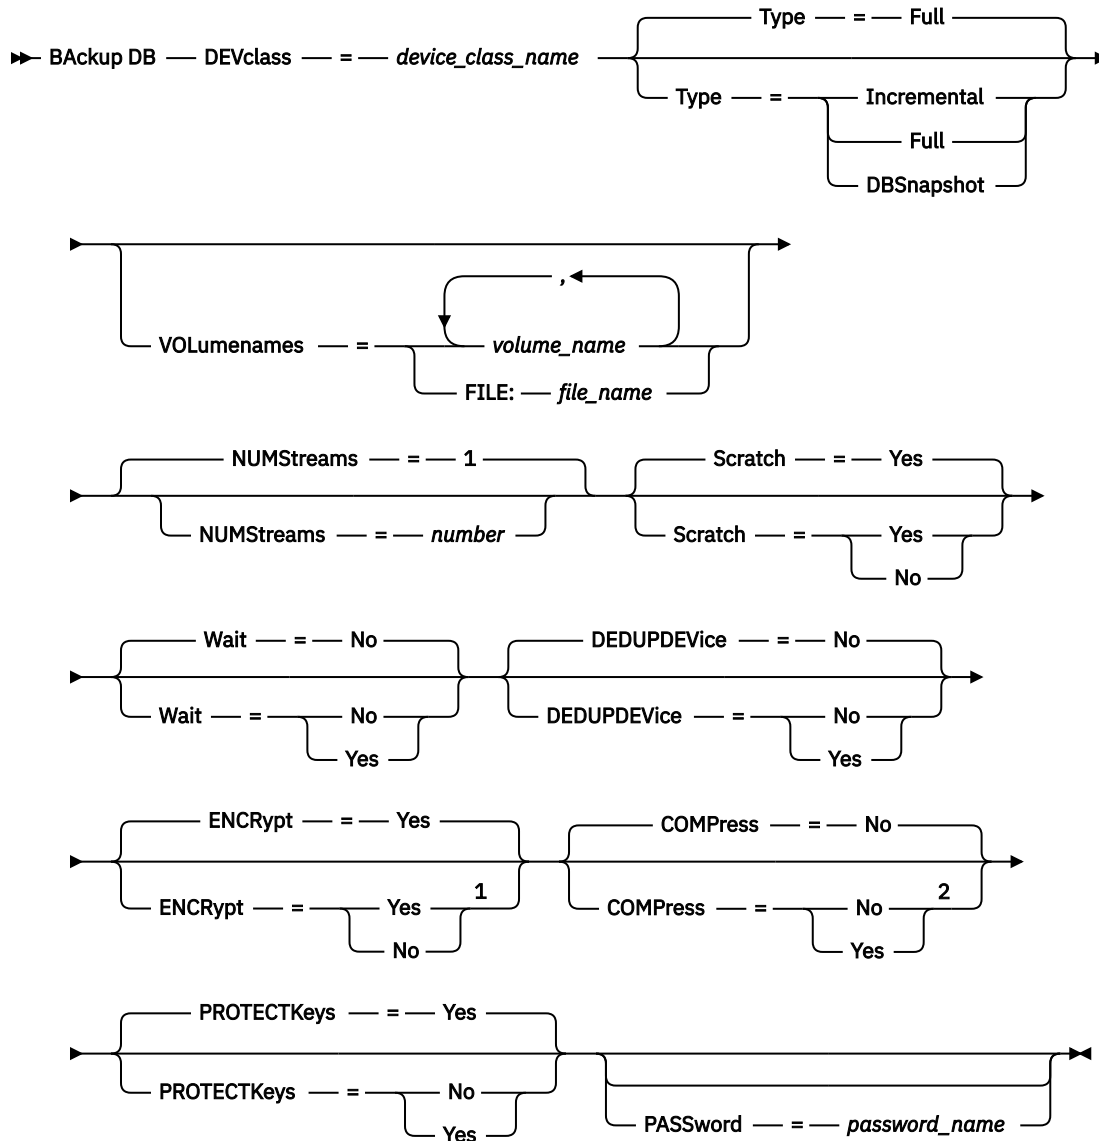 Type = Full
BAckup DB DEVclass = device_class_name
Type = Incremental
Full
DBSnapshot
,
VOLumenames = volume_name
FILE: file_name
NUMStreams = 1 Scratch = Yes
NUMStreams = number Scratch = Yes
No
Wait = No DEDUPDEVice = No
Wait = No DEDUPDEVice = No
Yes Yes
ENCRypt = Yes COMPress = No
ENCRypt = Yes 1 COMPress = No 2
No Yes
PROTECTKeys = Yes
PROTECTKeys = No
Yes PASSword = password_name